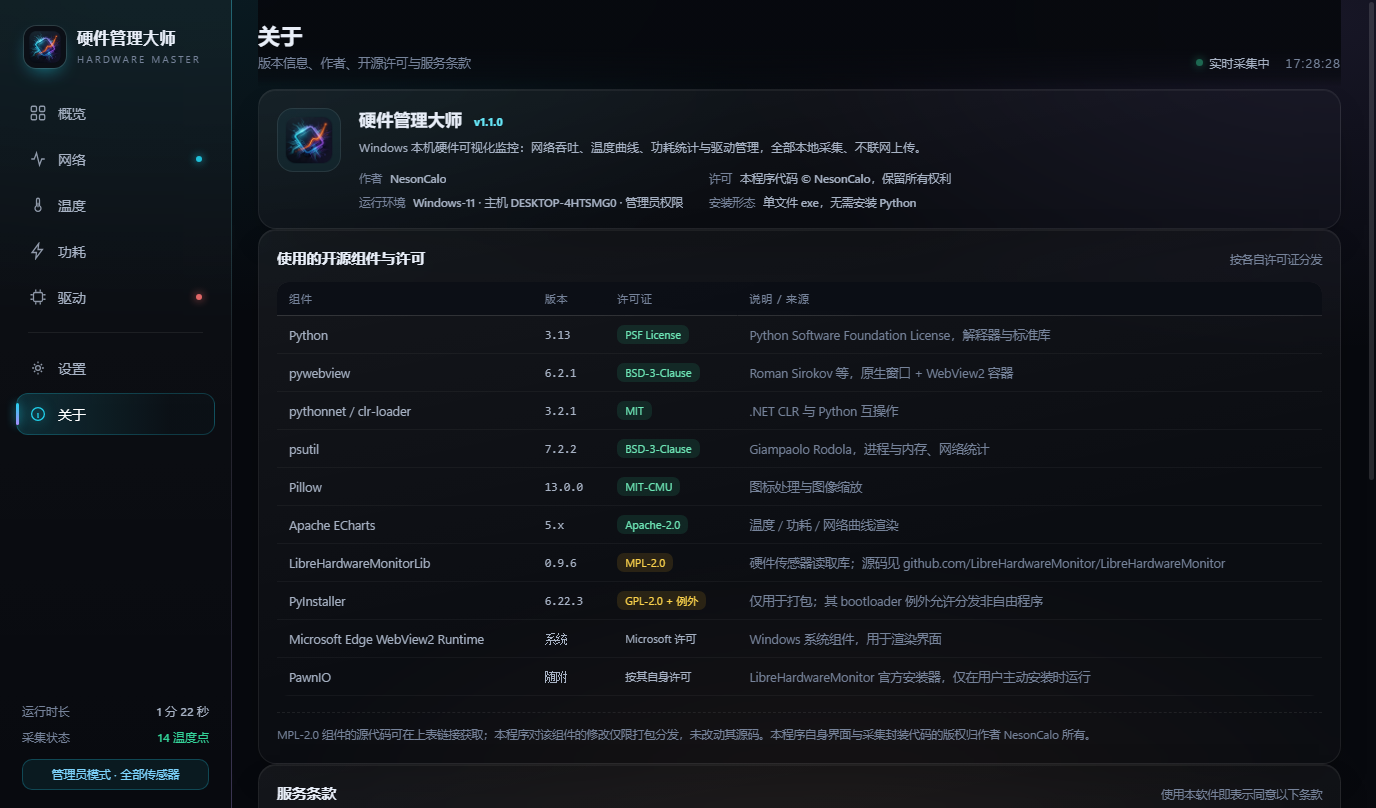 硬件管理大师
HARDWARE MASTER
概览
网络
温度
功耗
驱动
设置
关于
运行时长 1 分 22 秒
采集状态 14 温度点
管理员模式 · 全部传感器
关于
版本信息、作者、开源许可与服务条款
实时采集中 17:28:28
硬件管理大师 v1.1.0
Windows 本机硬件可视化监控：网络吞吐、温度曲线、功耗统计与驱动管理，全部本地采集、不联网上传。
作者 NesonCalo 许可 本程序代码 © NesonCalo，保留所有权利
运行环境 Windows-11 · 主机 DESKTOP-4HTSMG0 · 管理员权限 安装形态 单文件 exe，无需安装 Python
使用的开源组件与许可 按各自许可证分发
组件 版本 许可证 说明 / 来源
Python 3.13 PSF License Python Software Foundation License，解释器与标准库
pywebview 6.2.1 BSD-3-Clause Roman Sirokov 等，原生窗口 + WebView2 容器
pythonnet / clr-loader 3.2.1 MIT .NET CLR 与 Python 互操作
psutil 7.2.2 BSD-3-Clause Giampaolo Rodola，进程与内存、网络统计
Pillow 13.0.0 MIT-CMU 图标处理与图像缩放
Apache ECharts 5.x Apache-2.0 温度 / 功耗 / 网络曲线渲染
LibreHardwareMonitorLib 0.9.6 MPL-2.0 硬件传感器读取库；源码见 github.com/LibreHardwareMonitor/LibreHardwareMonitor
PyInstaller 6.22.3 GPL-2.0 + 例外 仅用于打包；其 bootloader 例外允许分发非自由程序
Microsoft Edge WebView2 Runtime 系统 Microsoft 许可 Windows 系统组件，用于渲染界面
PawnIO 随附 按其自身许可 LibreHardwareMonitor 官方安装器，仅在用户主动安装时运行
MPL-2.0 组件的源代码可在上表链接获取；本程序对该组件的修改仅限打包分发，未改动其源码。本程序自身界面与采集封装代码的版权归作者 NesonCalo 所有。
服务条款 使用本软件即表示同意以下条款